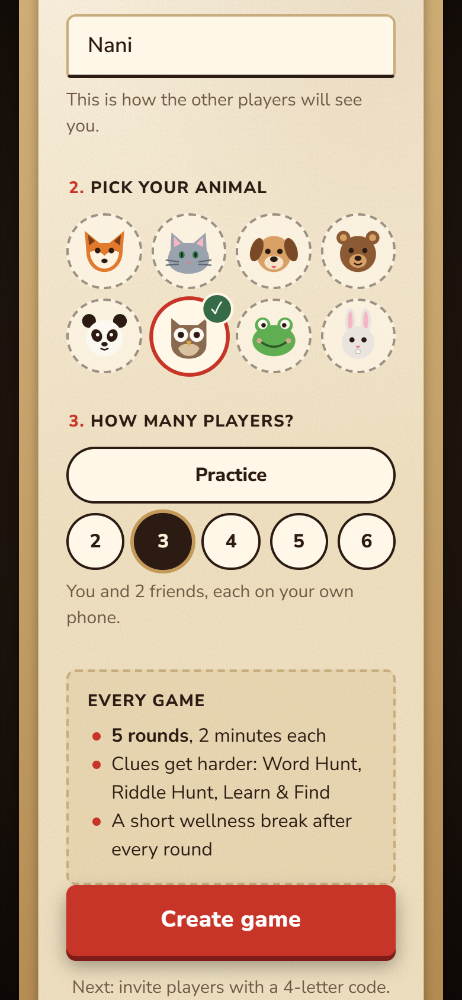 Nani
This is how the other players will see
you.
2. PICK YOUR ANIMAL
✓
3. HOW MANY PLAYERS?
Practice
2 3 4 5 6
You and 2 friends, each on your own
phone.
EVERY GAME
5 rounds, 2 minutes each
Clues get harder: Word Hunt,
Riddle Hunt, Learn & Find
A short wellness break after
every round
Create game
Next: invite players with a 4-letter code.